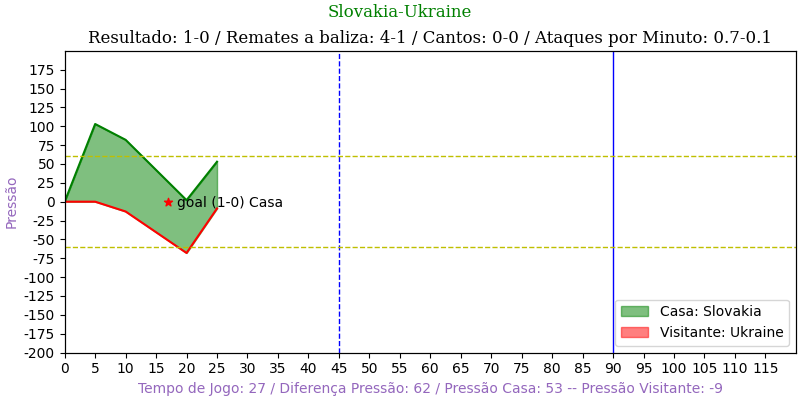 Slovakia-Ukraine
Resultado: 1-0 / Remates a baliza: 4-1 / Cantos: 0-0 / Ataques por Minuto: 0.7-0.1
Pressão
175
150
125
100
75
50
25
0
-25
-50
-75
-100
-125
-150
-175
-200
goal (1-0) Casa
Casa: Slovakia
Visitante: Ukraine
0 5 10 15 20 25 30 35 40 45 50 55 60 65 70 75 80 85 90 95 100 105 110 115
Tempo de Jogo: 27 / Diferença Pressão: 62 / Pressão Casa: 53 -- Pressão Visitante: -9